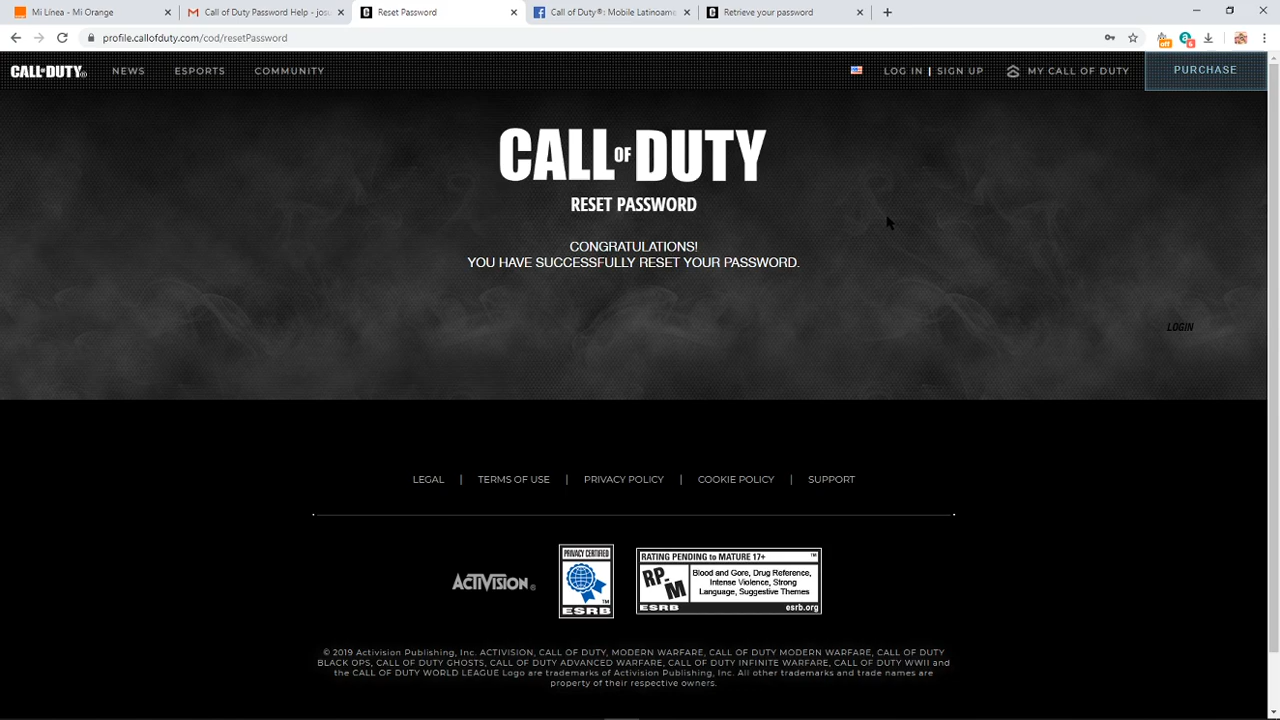 Mi Línea - Mi Orange
Call of Duty Password Help - josu
Reset Password
Call of Duty®: Mobile Latinoame
Retrieve your password
profile.callofduty.com/cod/resetPassword
off
6
CALL OF DUTY®
NEWS
ESPORTS
COMMUNITY
LOG IN | SIGN UP
MY CALL OF DUTY
PURCHASE
CALL OF DUTY
RESET PASSWORD
CONGRATULATIONS!
YOU HAVE SUCCESSFULLY RESET YOUR PASSWORD.
LOGIN
LEGAL | TERMS OF USE | PRIVACY POLICY | COOKIE POLICY | SUPPORT
ACTIVISION®
PRIVACY CERTIFIED
TM
ESRB
RATING PENDING to MATURE 17+ ™
RP-M
Blood and Gore, Drug Reference,
Intense Violence, Strong
Language, Suggestive Themes
ESRB
esrb.org
© 2019 Activision Publishing, Inc. ACTIVISION, CALL OF DUTY, MODERN WARFARE, CALL OF DUTY MODERN WARFARE, CALL OF DUTY
BLACK OPS, CALL OF DUTY GHOSTS, CALL OF DUTY ADVANCED WARFARE, CALL OF DUTY INFINITE WARFARE, CALL OF DUTY WWII and
the CALL OF DUTY WORLD LEAGUE Logo are trademarks of Activision Publishing, Inc. All other trademarks and trade names are
property of their respective owners.